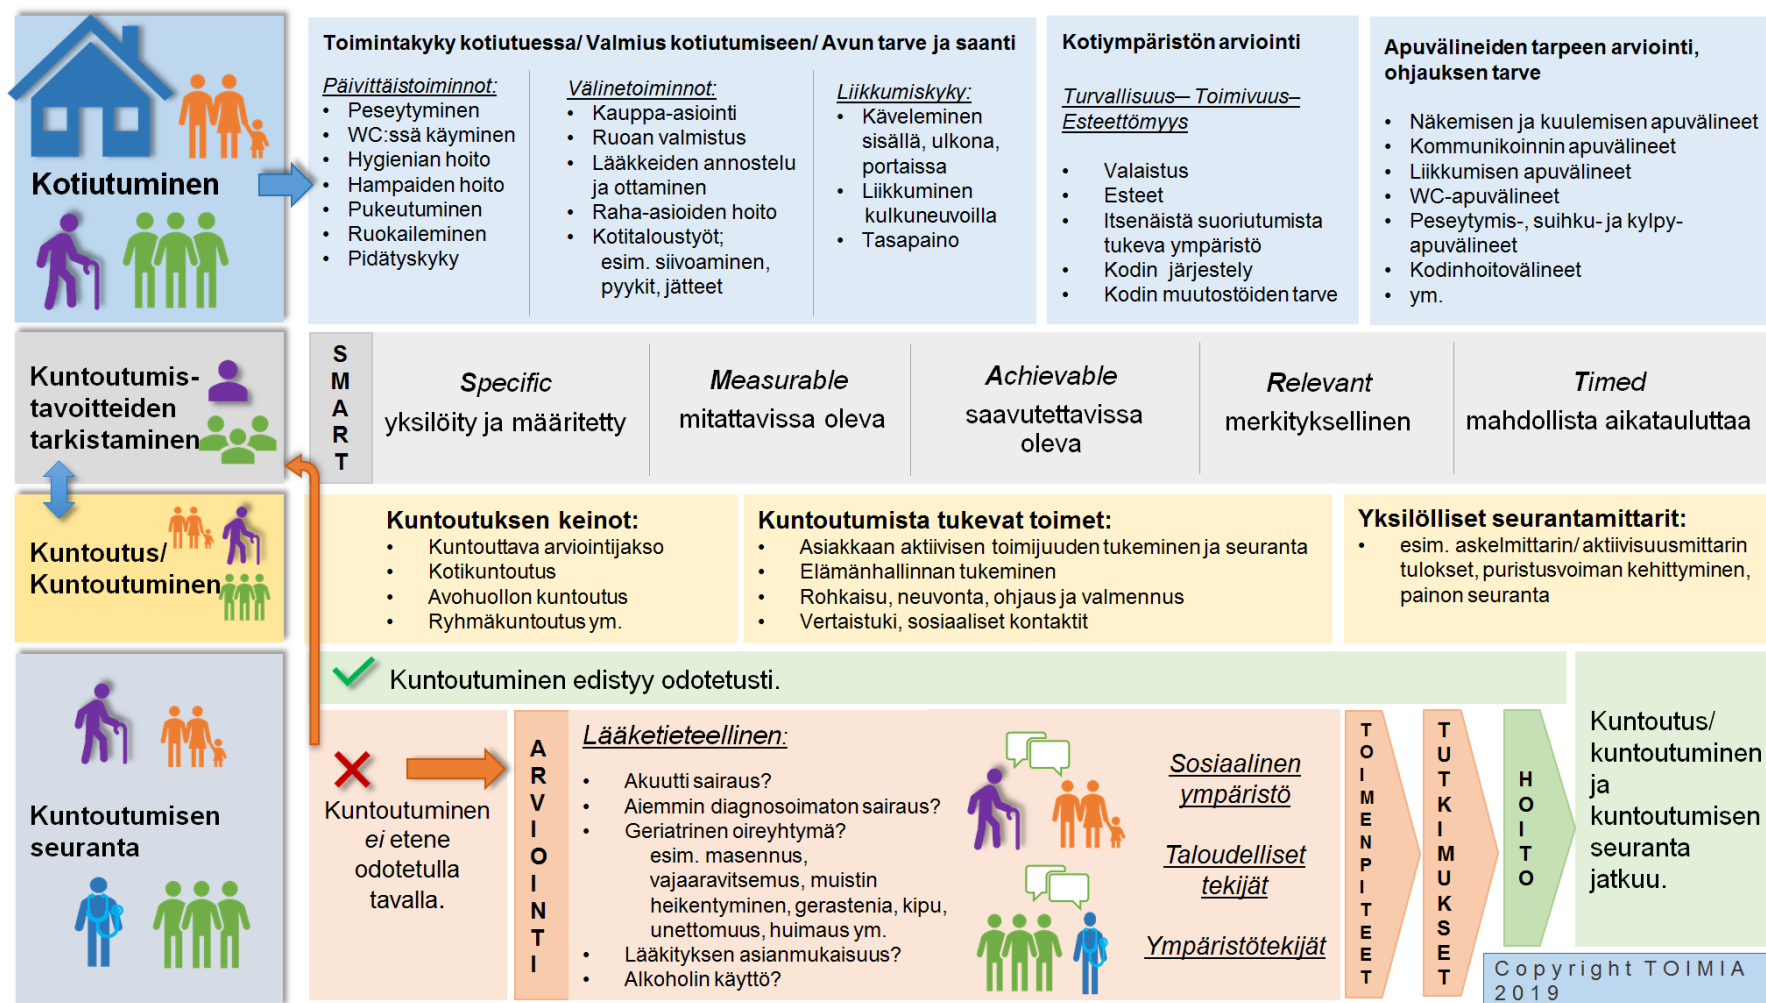 Kotiutuminen
Toimintakyky kotiutuessa/ Valmius kotiutumiseen/ Avun tarve ja saanti
Päivittäistoiminnot:
• Peseytyminen
• WC:ssä käyminen
• Hygienian hoito
• Hampaiden hoito
• Pukeutuminen
• Ruokaileminen
• Pidätyskyky
Välinetoiminnot:
• Kauppa-asiointi
• Ruoan valmistus
• Lääkkeiden annostelu
ja ottaminen
• Raha-asioiden hoito
• Kotitaloustyöt;
esim. siivoaminen,
pyykit, jätteet
Liikkumiskyky:
• Käveleminen
sisällä, ulkona,
portaissa
• Liikkuminen
kulkuneuvoilla
• Tasapaino
Kotiympäristön arviointi
Turvallisuus– Toimivuus–
Esteettömyys
• Valaistus
• Esteet
• Itsenäistä suoriutumista
tukeva ympäristö
• Kodin järjestely
• Kodin muutostöiden tarve
Apuvälineiden tarpeen arviointi,
ohjauksen tarve
• Näkemisen ja kuulemisen apuvälineet
• Kommunikoinnin apuvälineet
• Liikkumisen apuvälineet
• WC-apuvälineet
• Peseytymis-, suihku- ja kylpy-
apuvälineet
• Kodinhoitovälineet
• ym.
Kuntoutumis-
tavoitteiden
tarkistaminen
SMART
Specific
yksilöity ja määritetty
Measurable
mitattavissa oleva
Achievable
saavutettavissa
oleva
Relevant
merkityksellinen
Timed
mahdollista aikatauluttaa
Kuntoutus/
Kuntoutuminen
Kuntoutuksen keinot:
• Kuntouttava arviointijakso
• Kotikuntoutus
• Avohuollon kuntoutus
• Ryhmäkuntoutus ym.
Kuntoutumista tukevat toimet:
• Asiakkaan aktiivisen toimijuuden tukeminen ja seuranta
• Elämänhallinnan tukeminen
• Rohkaisu, neuvonta, ohjaus ja valmennus
• Vertaistuki, sosiaaliset kontaktit
Yksilölliset seurantamittarit:
• esim. askelmittarin/ aktiivisuusmittarin
tulokset, puristusvoiman kehittyminen,
painon seuranta
Kuntoutumisen
seuranta
Kuntoutuminen edistyy odotetusti.
Kuntoutuminen
ei etene
odotetulla
tavalla.
ARVIOINTI
Lääketieteellinen:
• Akuutti sairaus?
• Aiemmin diagnosoimaton sairaus?
• Geriatrinen oireyhtymä?
esim. masennus,
vajaaravitsemus, muistin
heikentyminen, gerastenia, kipu,
unettomuus, huimaus ym.
• Lääkityksen asianmukaisuus?
• Alkoholin käyttö?
Sosiaalinen
ympäristö
Taloudelliset
tekijät
Ympäristötekijät
TOIMENPITEET
TUTKIMUKSET
HOITO
Kuntoutus/
kuntoutuminen
ja
kuntoutumisen
seuranta
jatkuu.
Copyright TOIMIA
2019